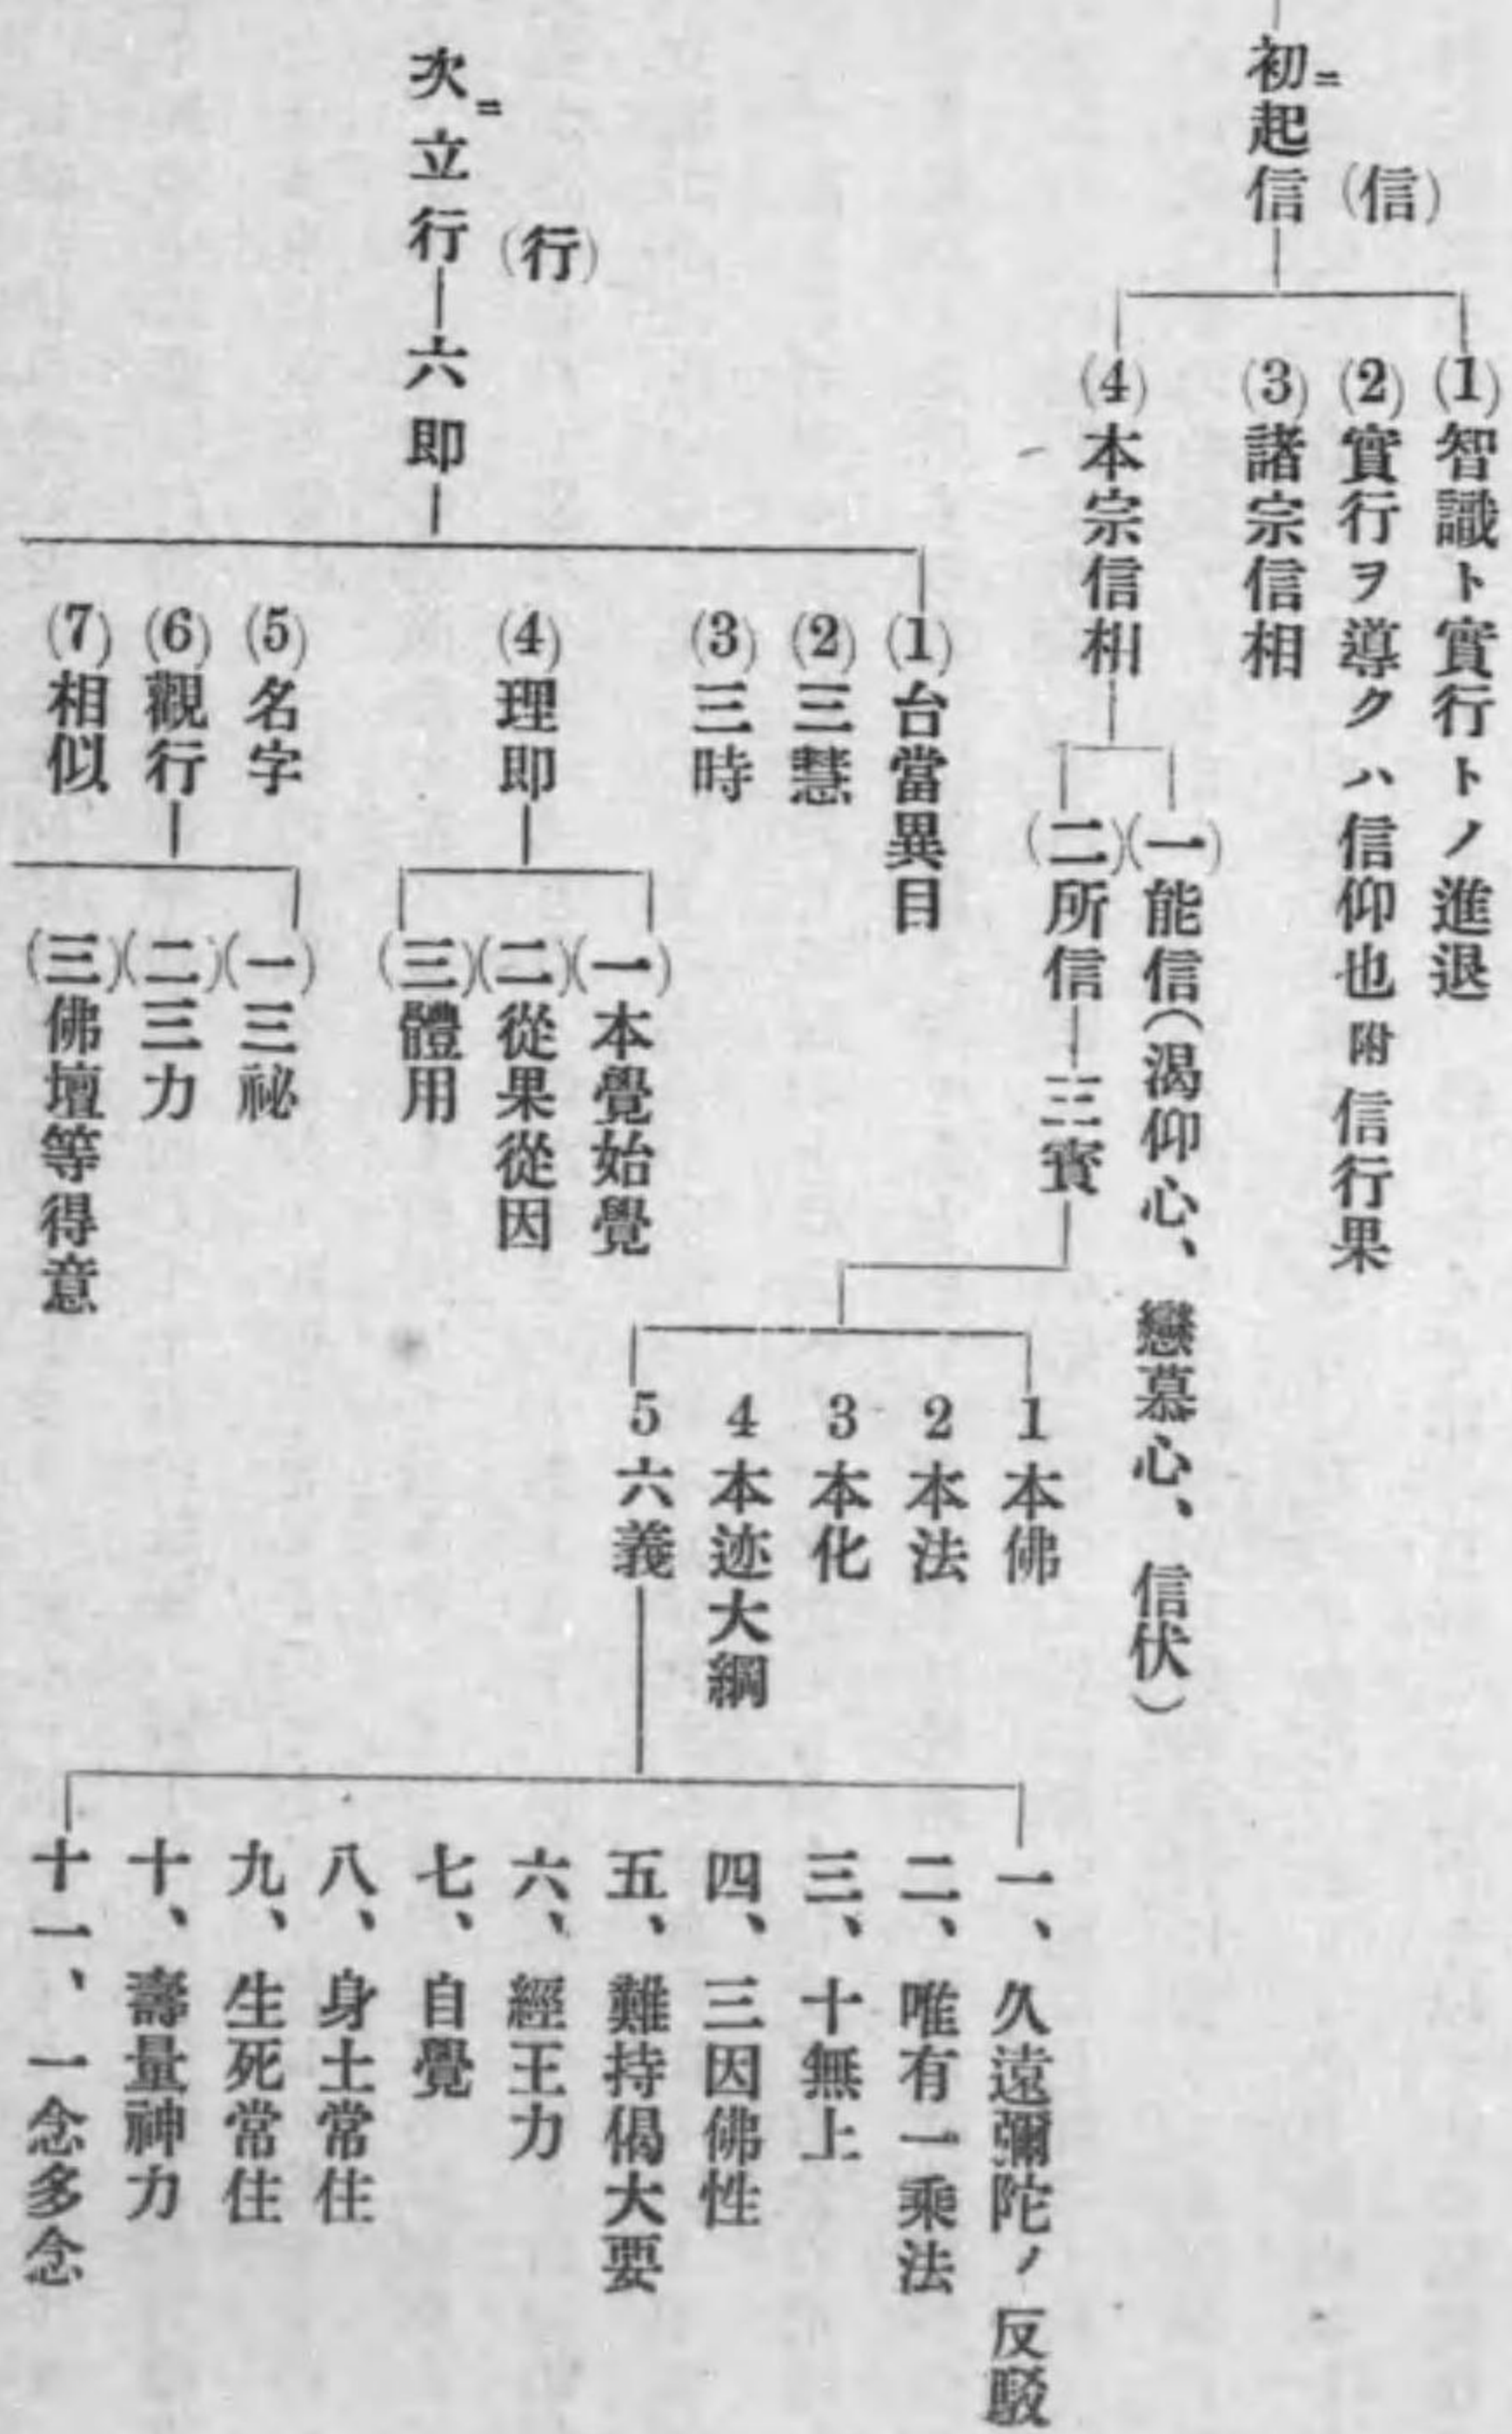 初ニ起信
(信)
(1)智識ト實行トノ進退
(2)實行ヲ導クハ信仰也 附 信行果
(3)諸宗信相
(4)本宗信相
(一)能信(渴仰心、戀慕心、信伏)
(二)所信
三寶
1 本佛
2 本法
3 本化
4 本迹大綱
5 六義
一、久遠彌陀ノ反駁
二、唯有一乘法
三、十無上
四、三因佛性
五、難持偈大要
六、經王力
七、自覺
八、身土常住
九、生死常住
十、壽量神力
十一、一念多念
次ニ立行
(行)
六即
(1)台當異目
(2)三慧
(3)三時
(4)理即
(一)本覺始覺
(二)從果從因
(三)體用
(5)名字
(6)觀行
(一)三祕
(二)三力
(三)佛壇等得意
(7)相似